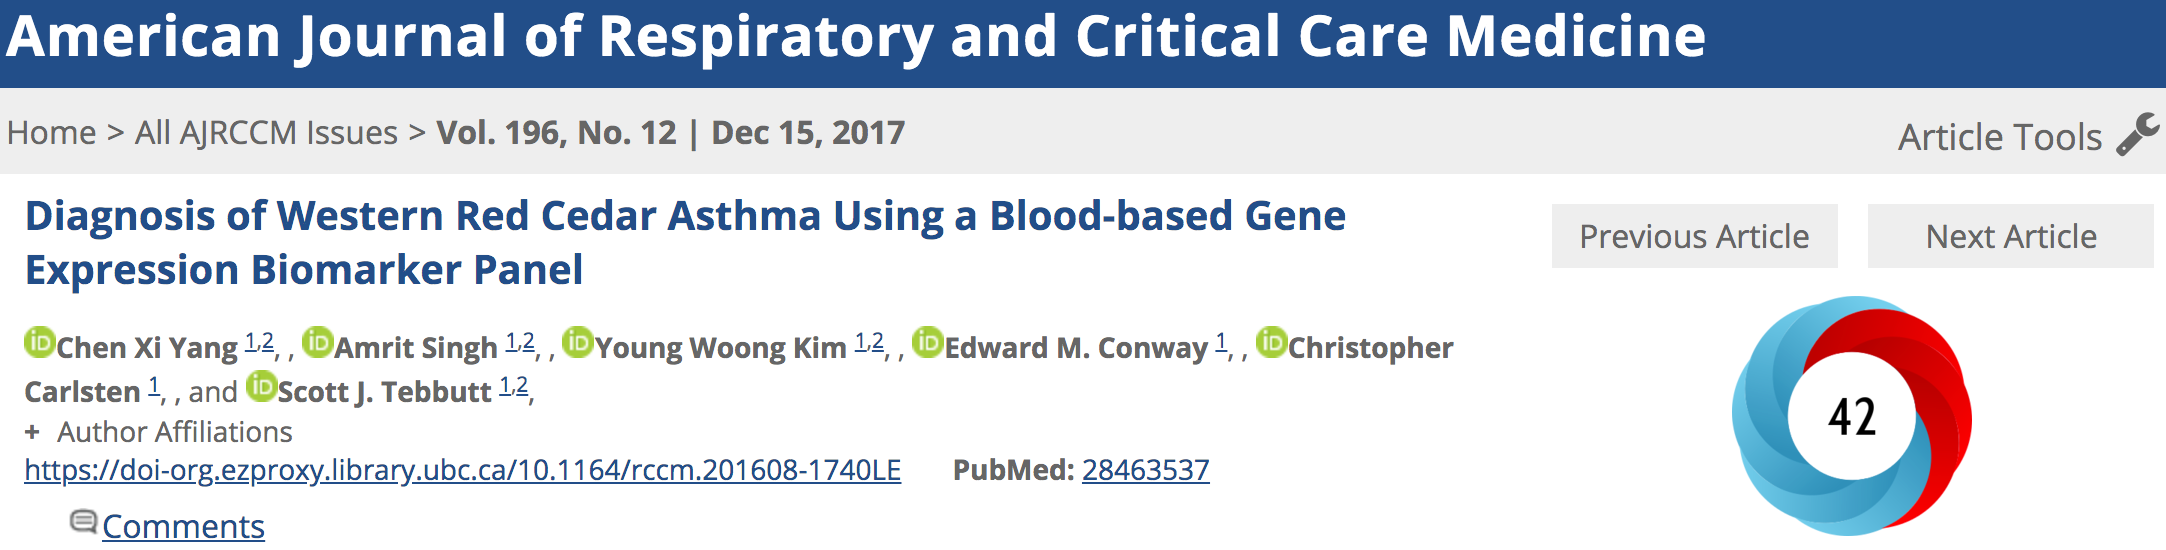 American Journal of Respiratory and Critical Care Medicine
Home > All AJRCCM Issues > Vol. 196, No. 12 | Dec 15, 2017
Article Tools
Diagnosis of Western Red Cedar Asthma Using a Blood-based Gene
Expression Biomarker Panel
Previous Article
Next Article
iD Chen Xi Yang 1,2, , iD Amrit Singh 1,2, , iD Young Woong Kim 1,2, , iD Edward M. Conway 1, , iD Christopher
Carlsten 1, , and iD Scott J. Tebbutt 1,2,
+ Author Affiliations
https://doi-org.ezproxy.library.ubc.ca/10.1164/rccm.201608-1740LE PubMed: 28463537
Comments
42